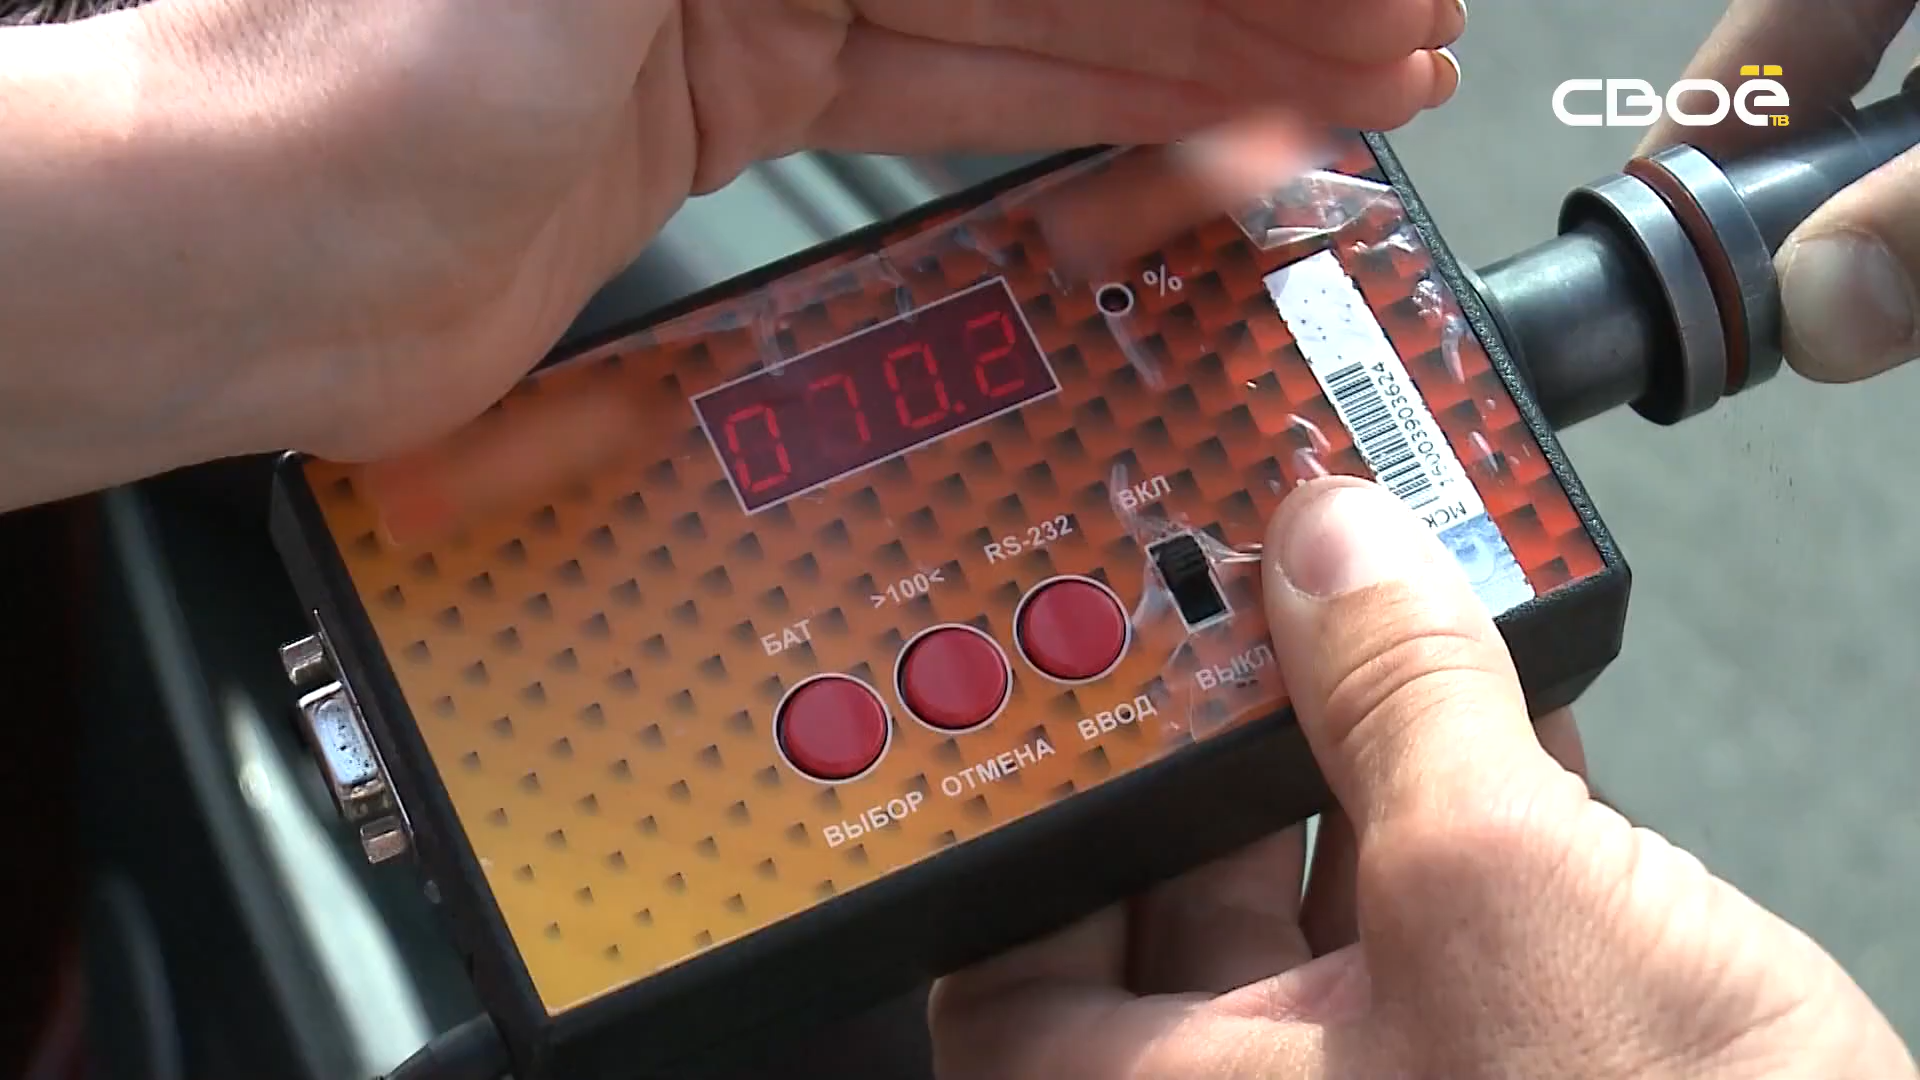 СВОЁ
ТВ
%
070.2
ВКЛ
RS-232
>100<
БАТ
ВЫКЛ
ВВОД
ОТМЕНА
ВЫБОР
МСК